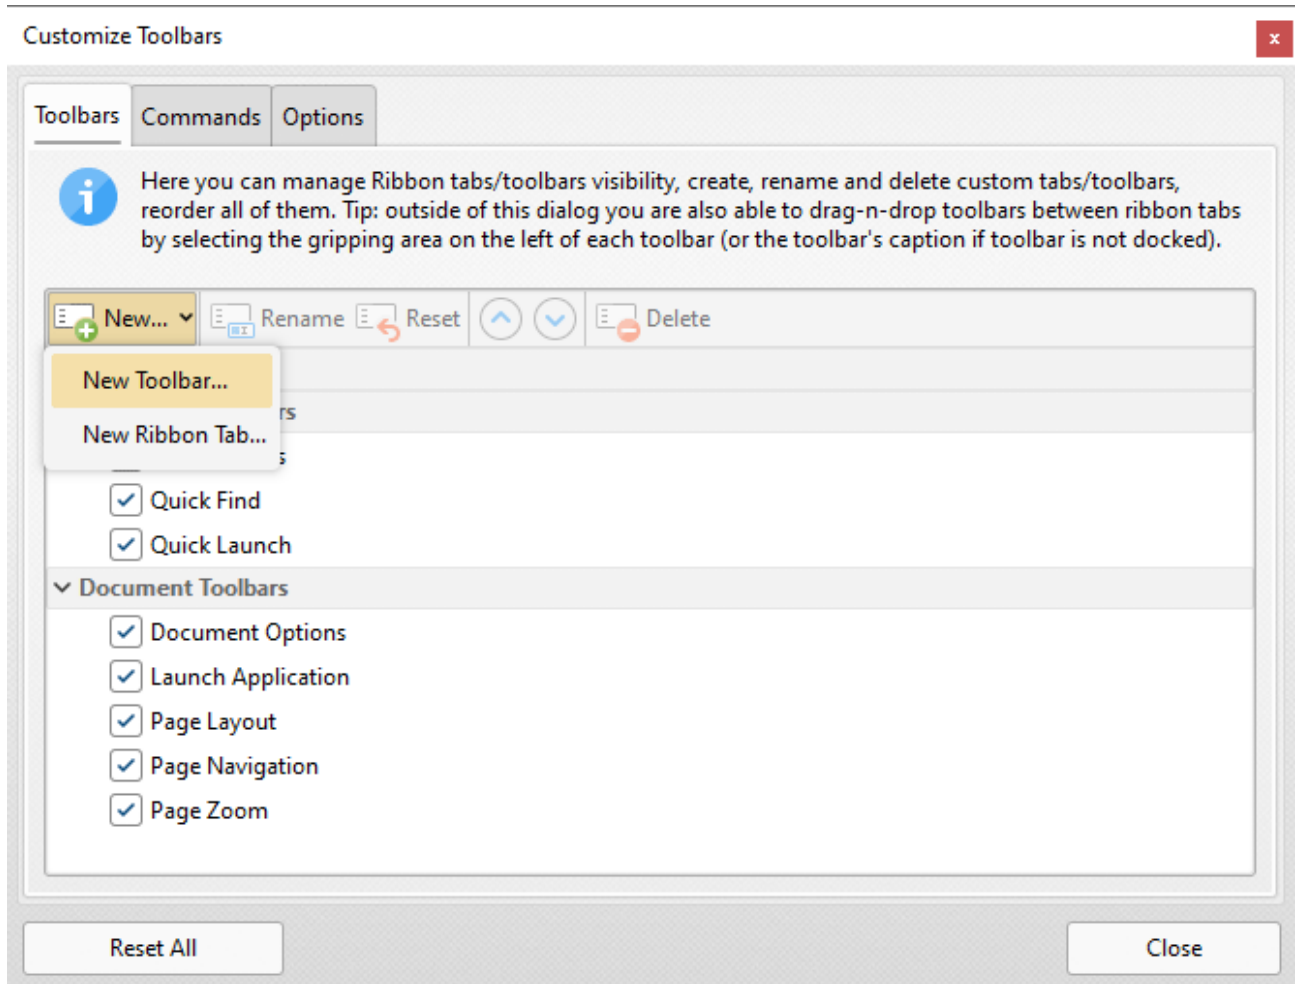 Customize Toolbars
x
Toolbars Commands Options
Here you can manage Ribbon tabs/toolbars visibility, create, rename and delete custom tabs/toolbars,
reorder all of them. Tip: outside of this dialog you are also able to drag-n-drop toolbars between ribbon tabs
by selecting the gripping area on the left of each toolbar (or the toolbar's caption if toolbar is not docked).
New... Rename Reset Delete
New Toolbar...
rs
New Ribbon Tab...
s
Quick Find
Quick Launch
Document Toolbars
Document Options
Launch Application
Page Layout
Page Navigation
Page Zoom
Reset All Close